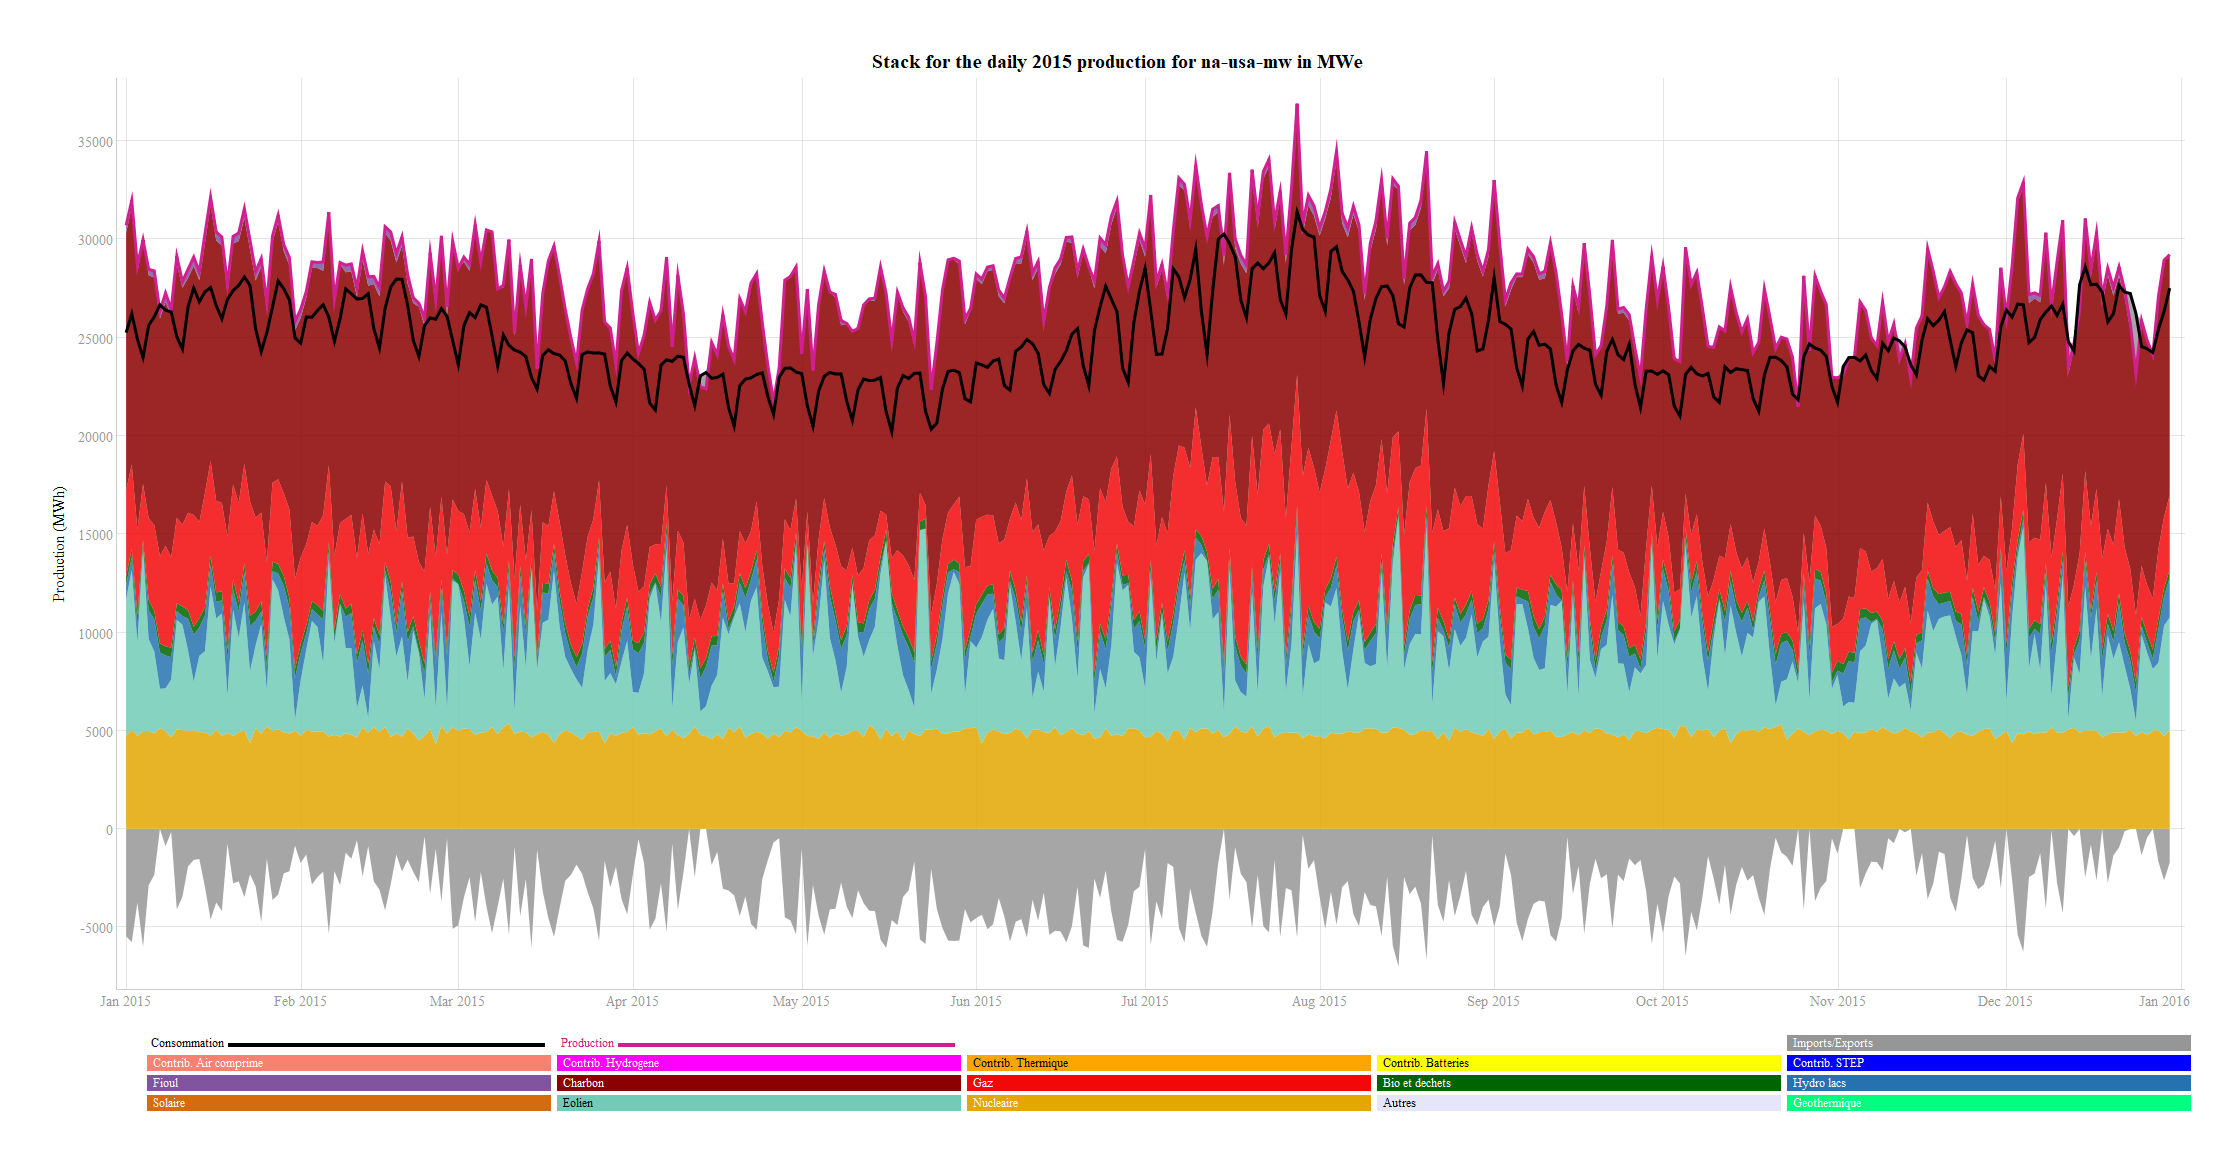 Stack for the daily 2015 production for na-usa-mw in MWe
Production (MWh)
35000
30000
25000
20000
15000
10000
5000
0
-5000
Jan 2015 Feb 2015 Mar 2015 Apr 2015 May 2015 Jun 2015 Jul 2015 Aug 2015 Sep 2015 Oct 2015 Nov 2015 Dec 2015 Jan 2016
Consommation Production Imports/Exports
Contrib. Air comprime Contrib. Hydrogene Contrib. Thermique Contrib. Batteries Contrib. STEP
Fioul Charbon Gaz Bio et dechets Hydro lacs
Solaire Eolien Nucleaire Autres Geothermique